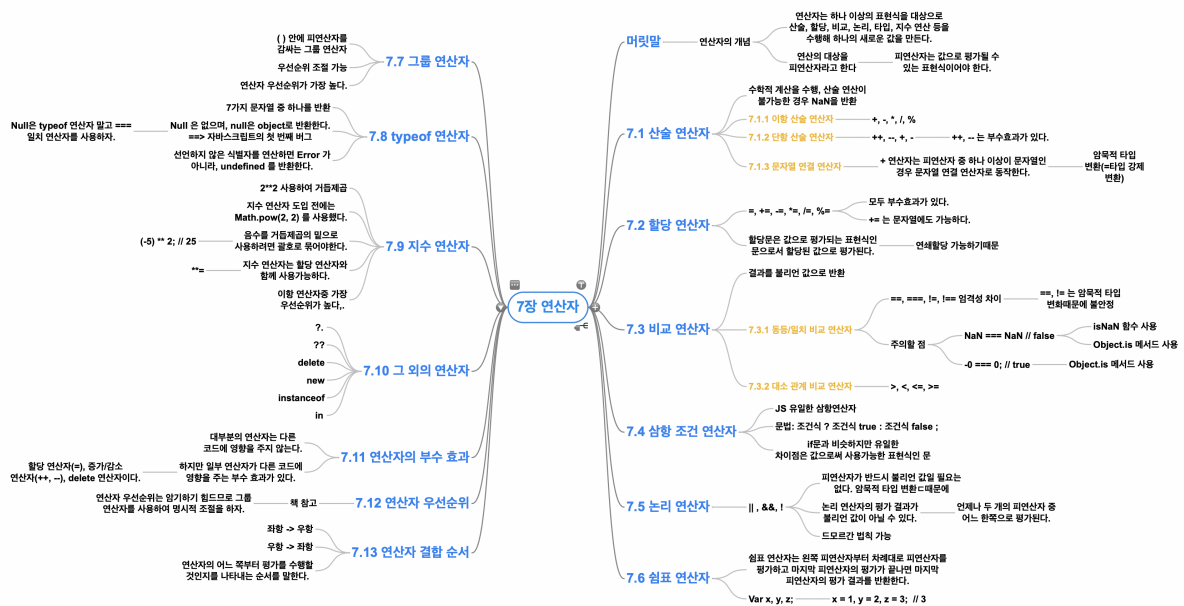 7장 연산자
머릿말
연산자의 개념
연산자는 하나 이상의 표현식을 대상으로
산술, 할당, 비교, 논리, 타입, 지수 연산 등을
수행해 하나의 새로운 값을 만든다.
연산의 대상을
피연산자라고 한다
피연산자는 값으로 평가될 수
있는 표현식이어야 한다.
7.1 산술 연산자
수학적 계산을 수행, 산술 연산이
불가능한 경우 NaN을 반환
7.1.1 이항 산술 연산자
+, -, *, /, %
7.1.2 단항 산술 연산자
++, --, +, -
++, -- 는 부수효과가 있다.
7.1.3 문자열 연결 연산자
+ 연산자는 피연산자 중 하나 이상이 문자열인
경우 문자열 연결 연산자로 동작한다.
암묵적 타입
변환(=타입 강제
변환)
7.2 할당 연산자
=, +=, -=, *=, /=, %=
모두 부수효과가 있다.
+= 는 문자열에도 가능하다.
할당문은 값으로 평가되는 표현식인
문으로서 할당된 값으로 평가된다.
연쇄할당 가능하기때문
7.3 비교 연산자
결과를 불리언 값으로 반환
7.3.1 동등/일치 비교 연산자
==, ===, !=, !== 엄격성 차이
==, != 는 암묵적 타입
변화때문에 불안정
주의할 점
NaN === NaN // false
isNaN 함수 사용
Object.is 메서드 사용
-0 === 0; // true
Object.is 메서드 사용
7.3.2 대소 관계 비교 연산자
>, <, <=, >=
7.4 삼항 조건 연산자
JS 유일한 삼항연산자
문법: 조건식 ? 조건식 true : 조건식 false ;
if문과 비슷하지만 유일한
차이점은 값으로써 사용가능한 표현식인 문
7.5 논리 연산자
|| , &&, !
피연산자가 반드시 불리언 값일 필요는
없다. 암묵적 타입 변환ㄷ때문에
논리 연산자의 평가 결과가
불리언 값이 아닐 수 있다.
언제나 두 개의 피연산자 중
어느 한쪽으로 평가된다.
드모르간 법칙 가능
7.6 쉼표 연산자
쉼표 연산자는 왼쪽 피연산자부터 차례대로 피연산자를
평가하고 마지막 피연산자의 평가가 끝나면 마지막
피연산자의 평가 결과를 반환한다.
Var x, y, z;
x = 1, y = 2, z = 3; // 3
7.7 그룹 연산자
( ) 안에 피연산자를
감싸는 그룹 연산자
우선순위 조절 가능
연산자 우선순위가 가장 높다.
7.8 typeof 연산자
7가지 문자열 중 하나를 반환
Null 은 없으며, null은 object로 반환한다.
==> 자바스크립트의 첫 번째 버그
Null은 typeof 연산자 말고 ===
일치 연산자를 사용하자.
선언하지 않은 식별자를 연산하면 Error 가
아니라, undefined 를 반환한다.
7.9 지수 연산자
2**2 사용하여 거듭제곱
지수 연산자 도입 전에는
Math.pow(2, 2) 를 사용했다.
음수를 거듭제곱의 밑으로
사용하려면 괄호로 묶어야한다.
(-5) ** 2; // 25
지수 연산자는 할당 연산자와
함께 사용가능하다.
**=
이항 연산자중 가장
우선순위가 높다,.
7.10 그 외의 연산자
?.
??
delete
new
instanceof
in
7.11 연산자의 부수 효과
대부분의 연산자는 다른
코드에 영향을 주지 않는다.
하지만 일부 연산자가 다른 코드에
영향을 주는 부수 효과가 있다.
할당 연산자(=), 증가/감소
연산자(++, --), delete 연산자이다.
7.12 연산자 우선순위
책 참고
연산자 우선순위는 암기하기 힘드므로 그룹
연산자를 사용하여 명시적 조절을 하자.
7.13 연산자 결합 순서
좌항 -> 우항
우항 -> 좌항
연산자의 어느 쪽부터 평가를 수행할
것인지를 나타내는 순서를 말한다.